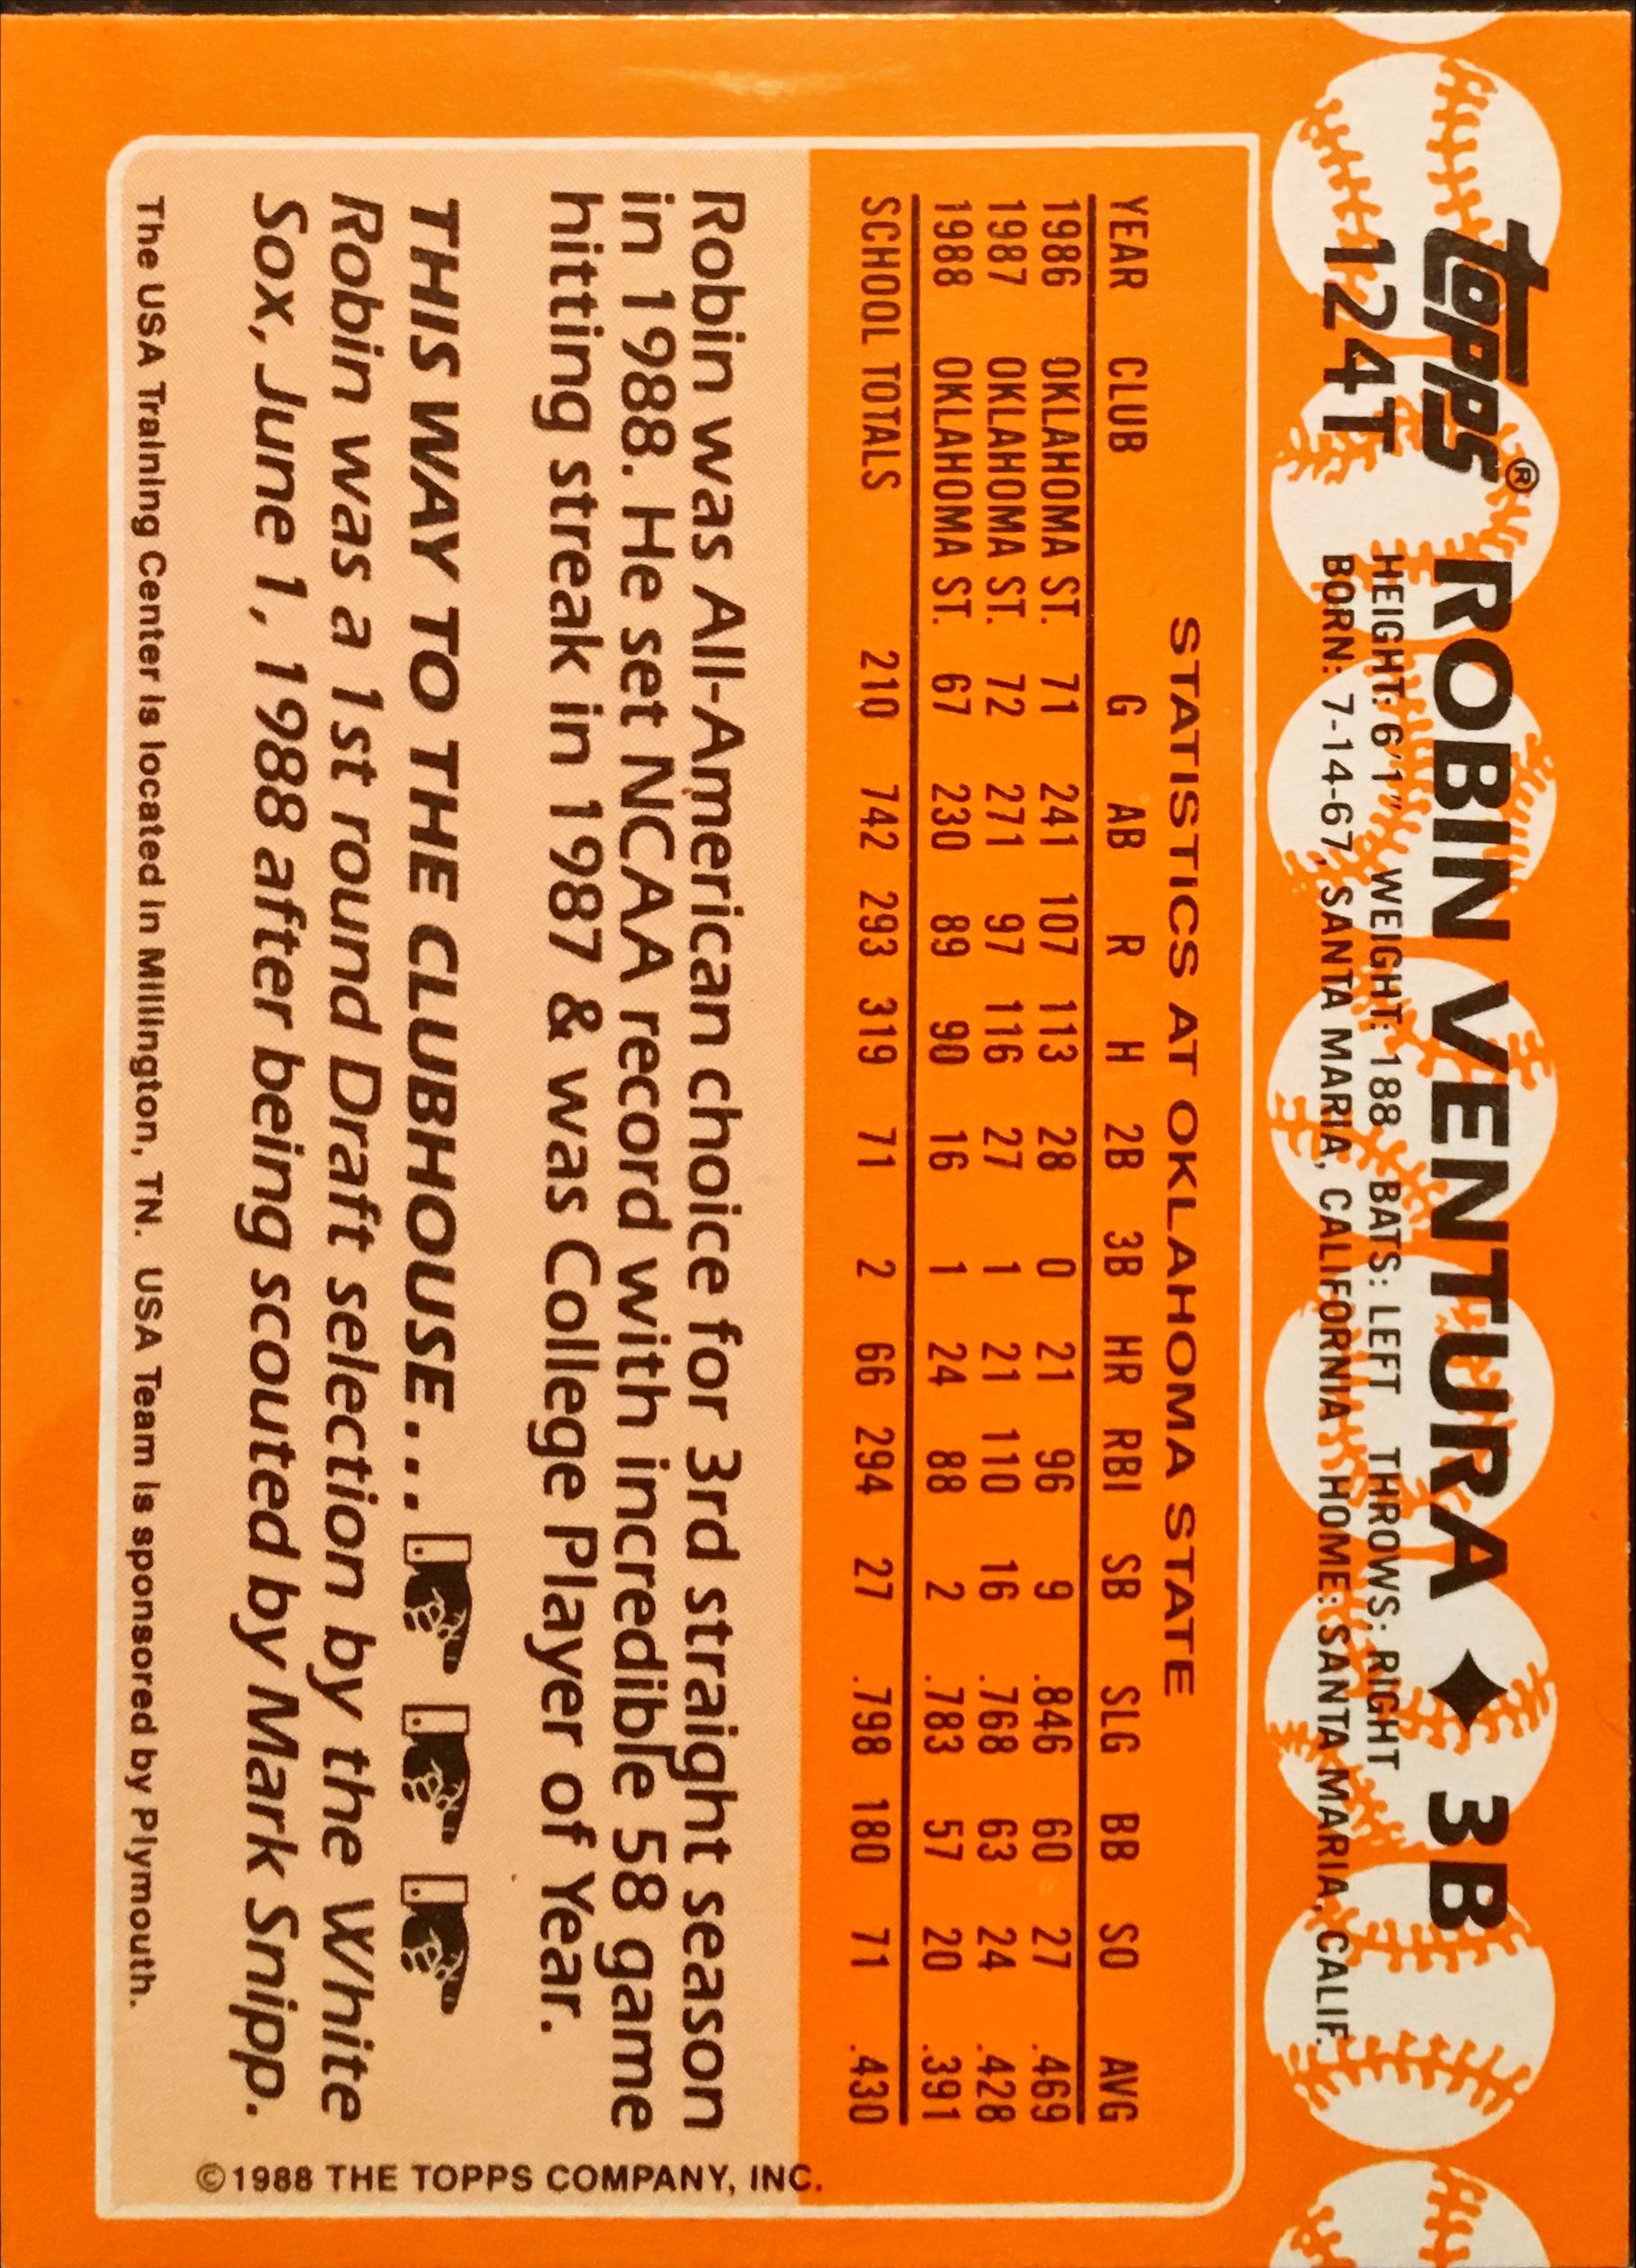 Topps®
124T
ROBIN VENTURA ♦ 3B
HEIGHT: 6'1" WEIGHT: 188 BATS: LEFT THROWS: RIGHT
BORN: 7-14-67, SANTA MARIA, CALIFORNIA HOME: SANTA MARIA, CALIF.
STATISTICS AT OKLAHOMA STATE
YEAR CLUB G AB R H 2B 3B HR RBI SB SLG BB SO AVG
1986 OKLAHOMA ST. 71 241 107 113 28 0 21 96 9 .846 60 27 .469
1987 OKLAHOMA ST. 72 271 97 116 27 1 21 110 16 .768 63 24 .428
1988 OKLAHOMA ST. 67 230 89 90 16 1 24 88 2 .783 57 20 .391
SCHOOL TOTALS 210 742 293 319 71 2 66 294 27 .798 180 71 .430
Robin was All-American choice for 3rd straight season
in 1988. He set NCAA record with incredible 58 game
hitting streak in 1987 & was College Player of Year.
THIS WAY TO THE CLUBHOUSE...
Robin was a 1st round Draft selection by the White
Sox, June 1, 1988 after being scouted by Mark Snipp.
The USA Training Center is located in Millington, TN. USA Team is sponsored by Plymouth.
©1988 THE TOPPS COMPANY, INC.